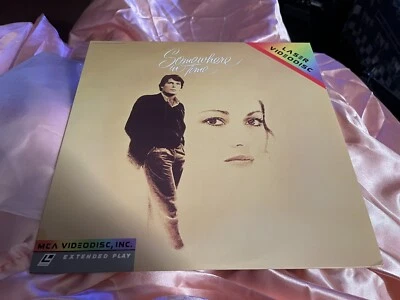 Somewhere
in Time
LASER
VIDEODISC
MCA VIDEODISC, INC.
EXTENDED PLAY